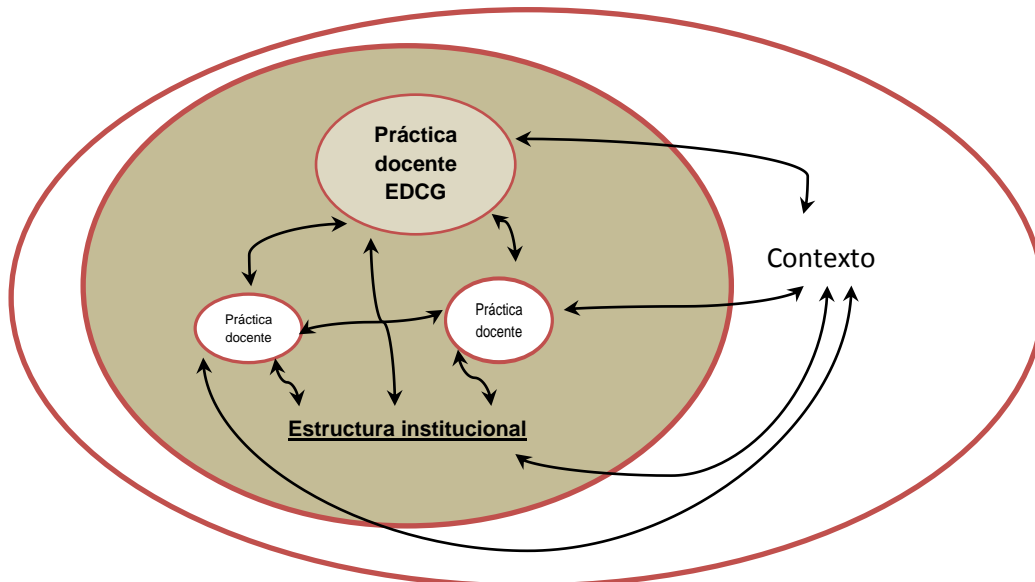 Práctica
docente
EDCG
Contexto
Práctica
docente
Práctica
docente
Estructura institucional